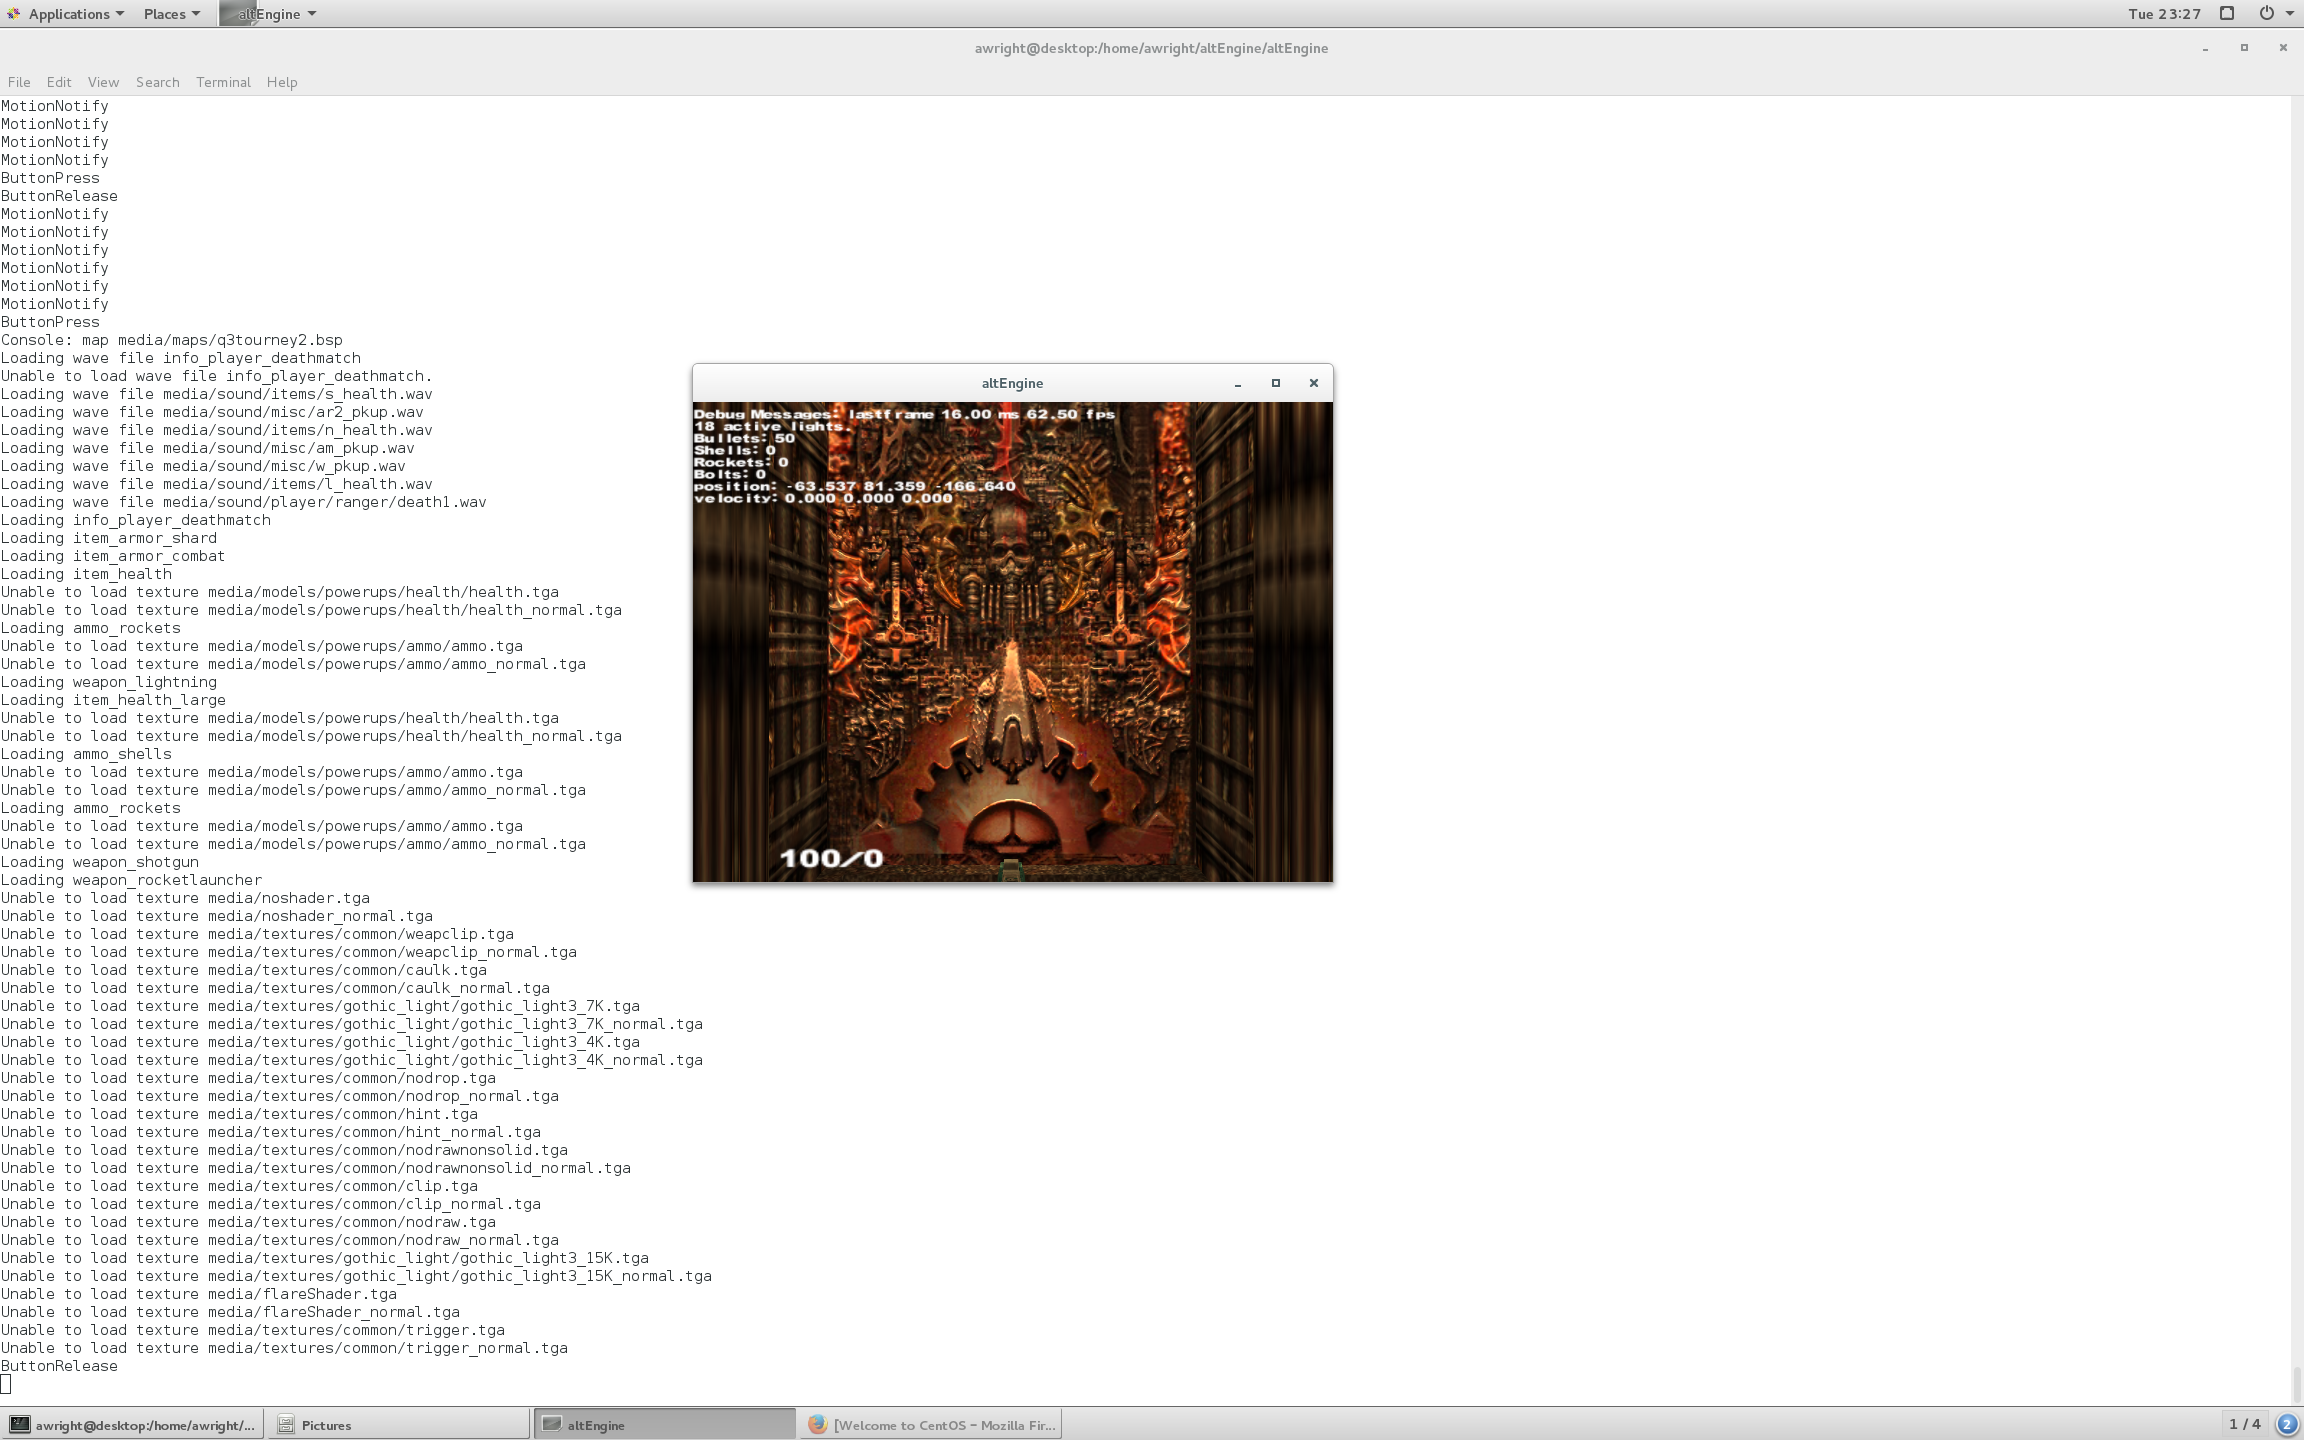 Applications Places altEngine Tue 23:27
awright@desktop:/home/awright/altEngine/altEngine
File Edit View Search Terminal Help
MotionNotify
MotionNotify
MotionNotify
MotionNotify
ButtonPress
ButtonRelease
MotionNotify
MotionNotify
MotionNotify
MotionNotify
MotionNotify
MotionNotify
ButtonPress
Console: map media/maps/q3tourney2.bsp
Loading wave file info_player_deathmatch
Unable to load wave file info_player_deathmatch.
Loading wave file media/sound/items/s_health.wav
Loading wave file media/sound/misc/ar2_pkup.wav
Loading wave file media/sound/items/n_health.wav
Loading wave file media/sound/misc/am_pkup.wav
Loading wave file media/sound/misc/w_pkup.wav
Loading wave file media/sound/items/l_health.wav
Loading wave file media/sound/player/ranger/death1.wav
Loading info_player_deathmatch
Loading item_armor_shard
Loading item_armor_combat
Loading item_health
Unable to load texture media/models/powerups/health/health.tga
Unable to load texture media/models/powerups/health/health_normal.tga
Loading ammo_rockets
Unable to load texture media/models/powerups/ammo/ammo.tga
Unable to load texture media/models/powerups/ammo/ammo_normal.tga
Loading weapon_lightning
Loading item_health_large
Unable to load texture media/models/powerups/health/health.tga
Unable to load texture media/models/powerups/health/health_normal.tga
Loading ammo_shells
Unable to load texture media/models/powerups/ammo/ammo.tga
Unable to load texture media/models/powerups/ammo/ammo_normal.tga
Loading ammo_rockets
Unable to load texture media/models/powerups/ammo/ammo.tga
Unable to load texture media/models/powerups/ammo/ammo_normal.tga
Loading weapon_shotgun
Loading weapon_rocketlauncher
Unable to load texture media/noshader.tga
Unable to load texture media/noshader_normal.tga
Unable to load texture media/textures/common/weapclip.tga
Unable to load texture media/textures/common/weapclip_normal.tga
Unable to load texture media/textures/common/caulk.tga
Unable to load texture media/textures/common/caulk_normal.tga
Unable to load texture media/textures/gothic_light/gothic_light3_7K.tga
Unable to load texture media/textures/gothic_light/gothic_light3_7K_normal.tga
Unable to load texture media/textures/gothic_light/gothic_light3_4K.tga
Unable to load texture media/textures/gothic_light/gothic_light3_4K_normal.tga
Unable to load texture media/textures/common/nodrop.tga
Unable to load texture media/textures/common/nodrop_normal.tga
Unable to load texture media/textures/common/hint.tga
Unable to load texture media/textures/common/hint_normal.tga
Unable to load texture media/textures/common/nodrawnonsolid.tga
Unable to load texture media/textures/common/nodrawnonsolid_normal.tga
Unable to load texture media/textures/common/clip.tga
Unable to load texture media/textures/common/clip_normal.tga
Unable to load texture media/textures/common/nodraw.tga
Unable to load texture media/textures/common/nodraw_normal.tga
Unable to load texture media/textures/gothic_light/gothic_light3_15K.tga
Unable to load texture media/textures/gothic_light/gothic_light3_15K_normal.tga
Unable to load texture media/flareShader.tga
Unable to load texture media/flareShader_normal.tga
Unable to load texture media/textures/common/trigger.tga
Unable to load texture media/textures/common/trigger_normal.tga
ButtonRelease
altEngine
Debug Messages: lastframe 16.00 ms 62.50 fps
18 active lights.
Bullets: 50
Shells: 0
Rockets: 0
Bolts: 0
position: -63.537 81.359 -166.640
velocity: 0.000 0.000 0.000
100/0
awright@desktop:/home/awright/... Pictures altEngine [Welcome to CentOS - Mozilla Fir... 1 / 4 2